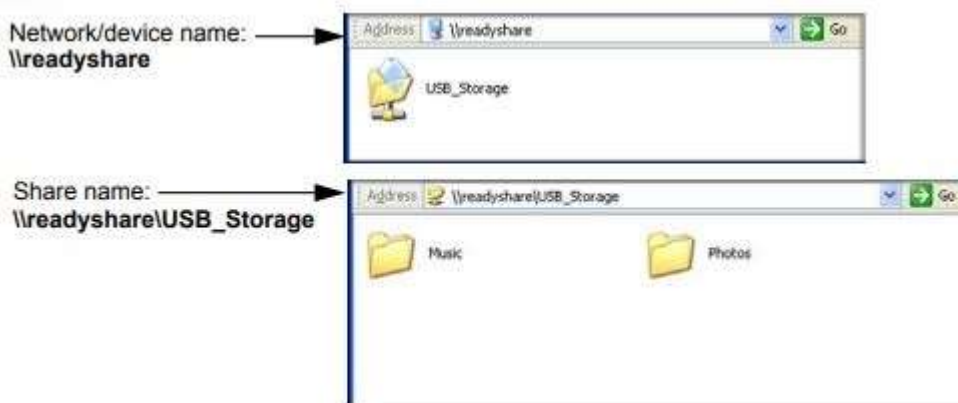 Network/device name:
\\readyshare
Address \\readyshare Go
USB_Storage
Share name:
\\readyshare\USB_Storage
Address \\readyshare\USB_Storage Go
Music Photos